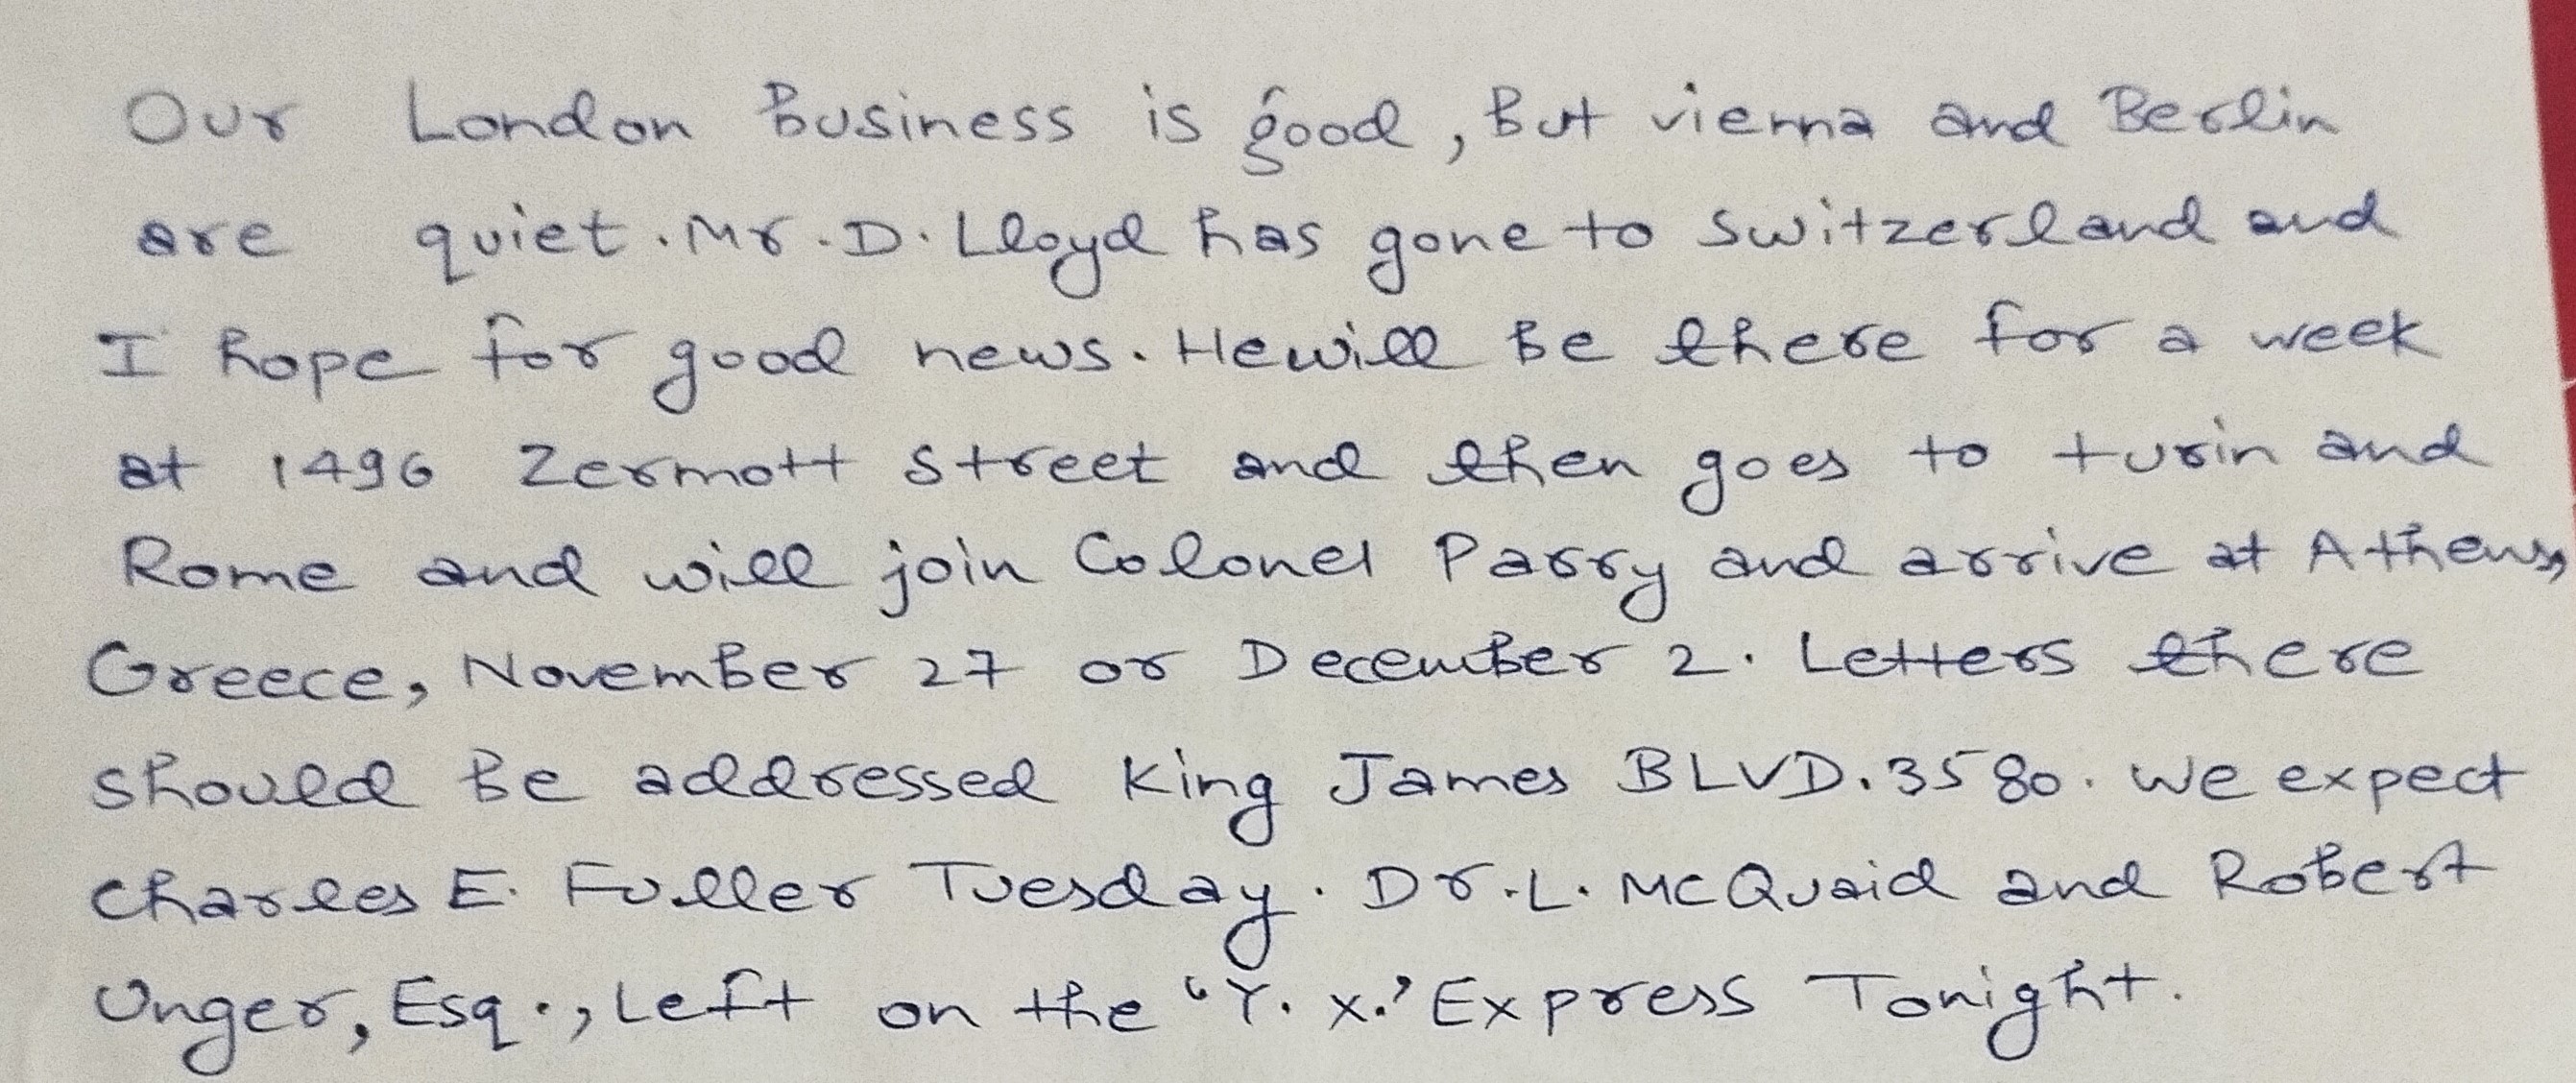 Our London Business is good, But vienna and Berlin
are quiet. Mr. D. Lloyd has gone to Switzerland and
I hope for good news. He will Be there for a week
at 1496 Zermott Street and then goes to turin and
Rome and will join Colonel Parry and arrive at Athens,
Greece, November 27 or December 2. Letters there
should be addressed King James BLVD. 3580. We expect
Charles E. Fuller Tuesday. Dr. L. McQuaid and Robert
Unger, Esq., Left on the 'Y. X.' Express Tonight.